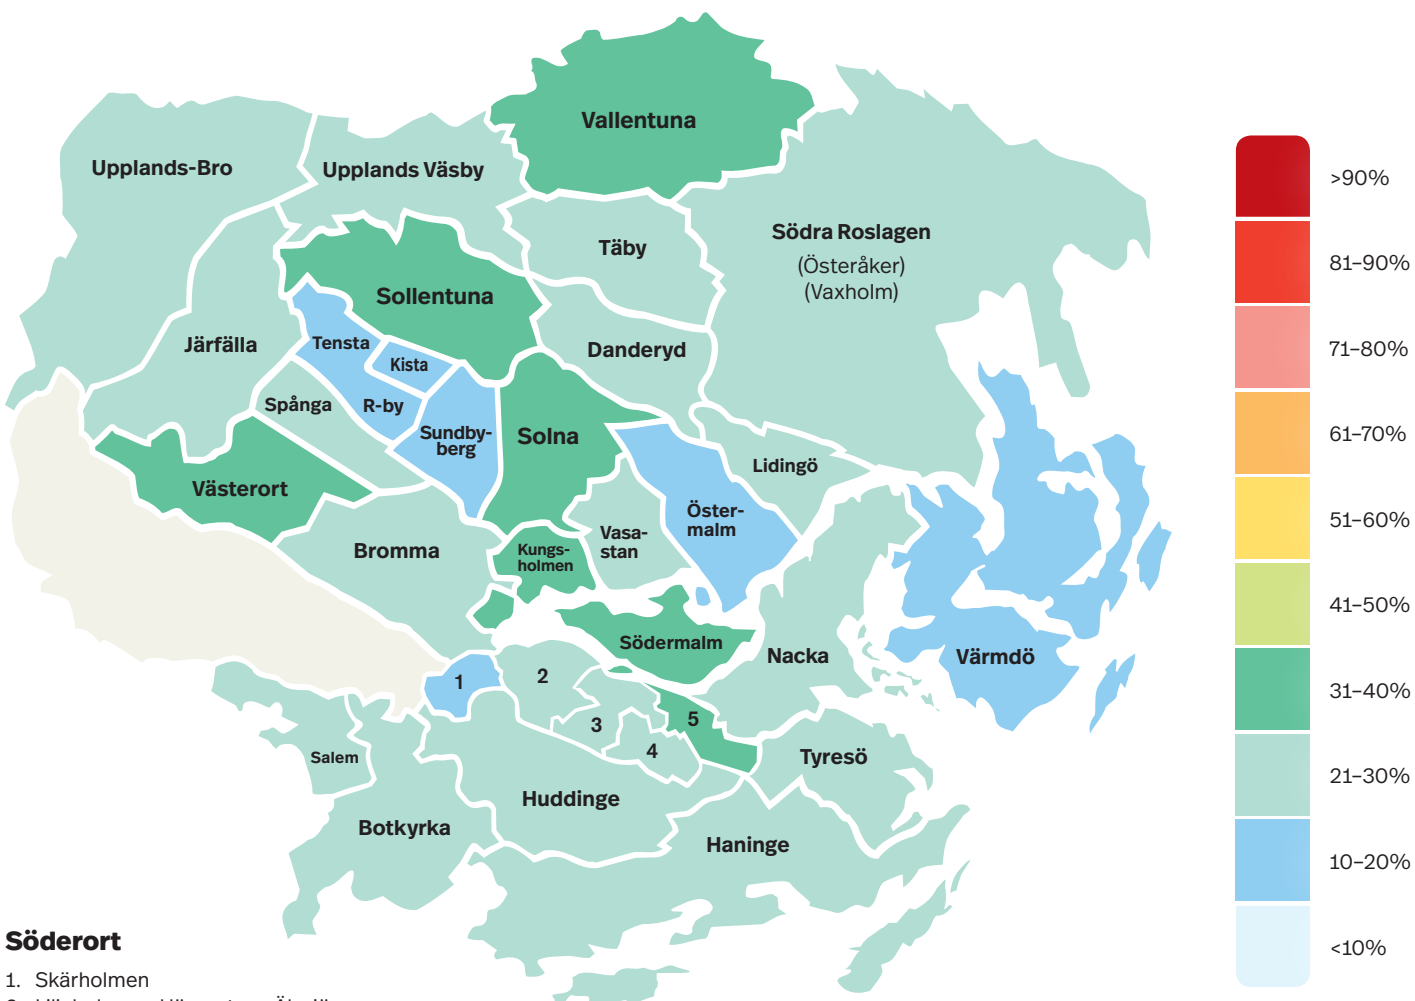 Vallentuna
Upplands-Bro
Upplands Väsby
>90%
Södra Roslagen
(Österåker)
(Vaxholm)
Täby
81–90%
Sollentuna
Järfälla
Tensta
Kista
Danderyd
71–80%
Spånga
R-by
Sundby-
berg
Solna
61–70%
Lidingö
Västerort
Öster-
malm
Vasa-
stan
51–60%
Bromma
Kungs-
holmen
41–50%
Södermalm
Nacka
Värmdö
1
2
31–40%
3
5
4
Salem
Tyresö
21–30%
Huddinge
Botkyrka
Haninge
10–20%
<10%
Söderort
1. Skärholmen